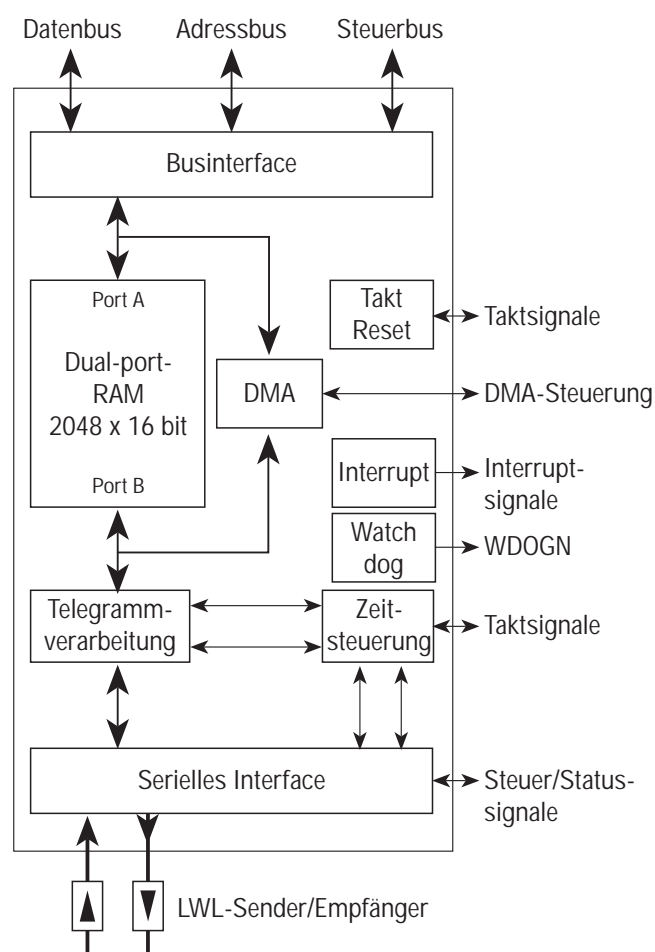 Datenbus Adressbus Steuerbus
Businterface
Port A
Dual-port-
RAM
2048 x 16 bit
Port B
DMA
Takt
Reset
Taktsignale
DMA-Steuerung
Interrupt
Interrupt-
signale
Watch
dog
WDOGN
Telegramm-
verarbeitung
Zeit-
steuerung
Taktsignale
Serielles Interface
Steuer/Status-
signale
LWL-Sender/Empfänger